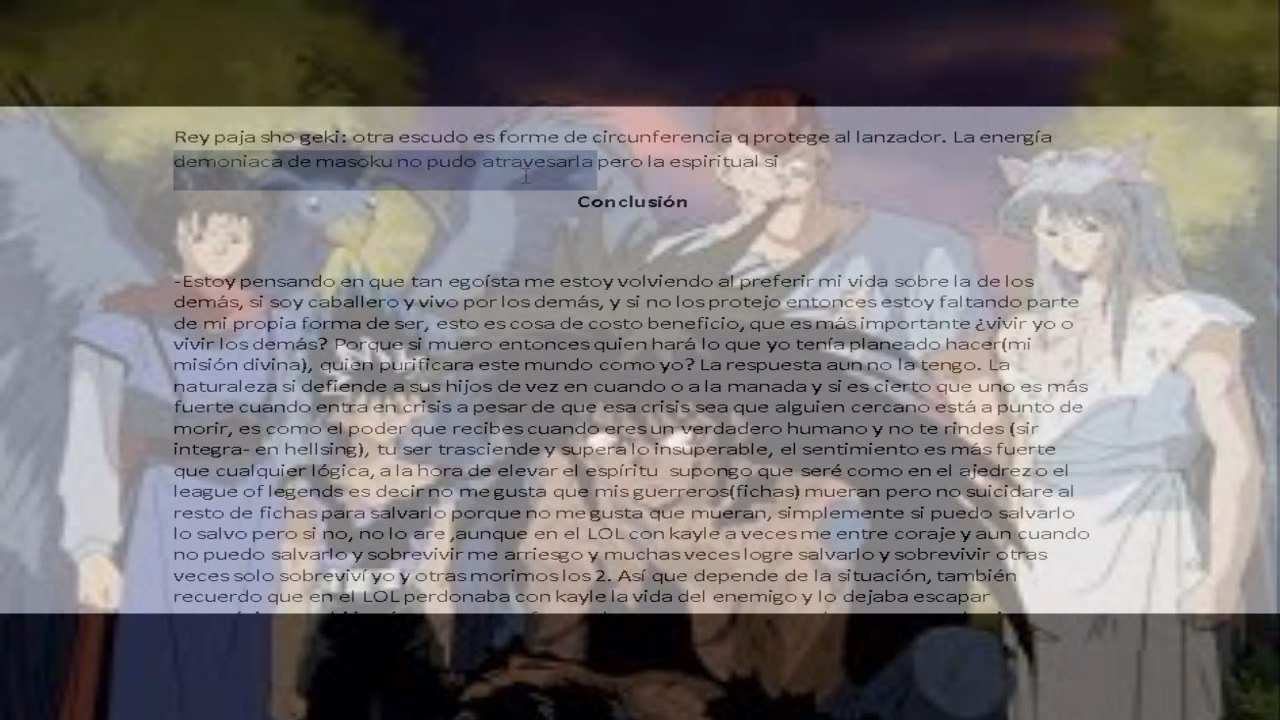 Rey paja sho geki: otra escudo es forme de circunferencia q protege al lanzador. La energía
demoniaca de masoku no pudo atravesarla pero la espiritual si
Conclusión
-Estoy pensando en que tan egoísta me estoy volviendo al preferir mi vida sobre la de los
demás, si soy caballero y vivo por los demás, y si no los protejo entonces estoy faltando parte
de mi propia forma de ser, esto es cosa de costo beneficio, que es más importante ¿vivir yo o
vivir los demás? Porque si muero entonces quien hará lo que yo tenía planeado hacer(mi
misión divina), quien purificara este mundo como yo? La respuesta aun no la tengo. La
naturaleza si defiende a sus hijos de vez en cuando o a la manada y si es cierto que uno es más
fuerte cuando entra en crisis a pesar de que esa crisis sea que alguien cercano está a punto de
morir, es como el poder que recibes cuando eres un verdadero humano y no te rindes (sir
integra- en hellsing), tu ser trasciende y supera lo insuperable, el sentimiento es más fuerte
que cualquier lógica, a la hora de elevar el espíritu supongo que seré como en el ajedrez o el
league of legends es decir no me gusta que mis guerreros(fichas) mueran pero no suicidare al
resto de fichas para salvarlo porque no me gusta que mueran, simplemente si puedo salvarlo
lo salvo pero si no, no lo are ,aunque en el LOL con kayle a veces me entre coraje y aun cuando
no puedo salvarlo y sobrevivir me arriesgo y muchas veces logre salvarlo y sobrevivir otras
veces solo sobreviví yo y otras morimos los 2. Así que depende de la situación, también
recuerdo que en el LOL perdonaba con kayle la vida del enemigo y lo dejaba escapar